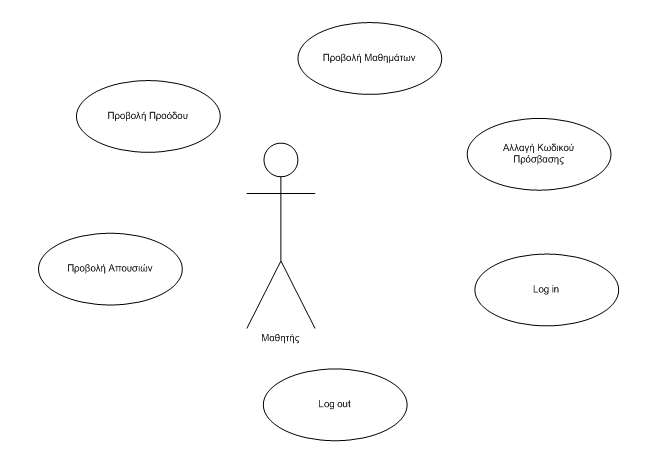 Προβολή Μαθημάτων
Προβολή Προόδου
Αλλαγή Κωδικού
Πρόσβασης
Προβολή Απουσιών
Log in
Μαθητής
Log out